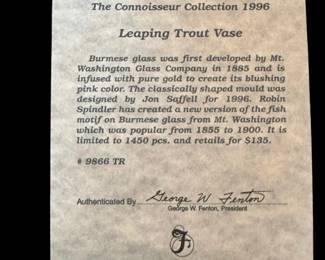 The Connoisseur Collection 1996
Leaping Trout Vase
Burmese glass was first developed by Mt.
Washington Glass Company in 1885 and is
infused with pure gold to create its blushing
pink color. The classically shaped mould was
designed by Jon Saffell for 1996. Robin
Spindler has created a new version of the fish
motif on Burmese glass from Mt. Washington
which was popular from 1855 to 1900. It is
limited to 1450 pcs. and retails for $135.
# 9866 TR
Authenticated By George W. Fenton
George W. Fenton, President
F